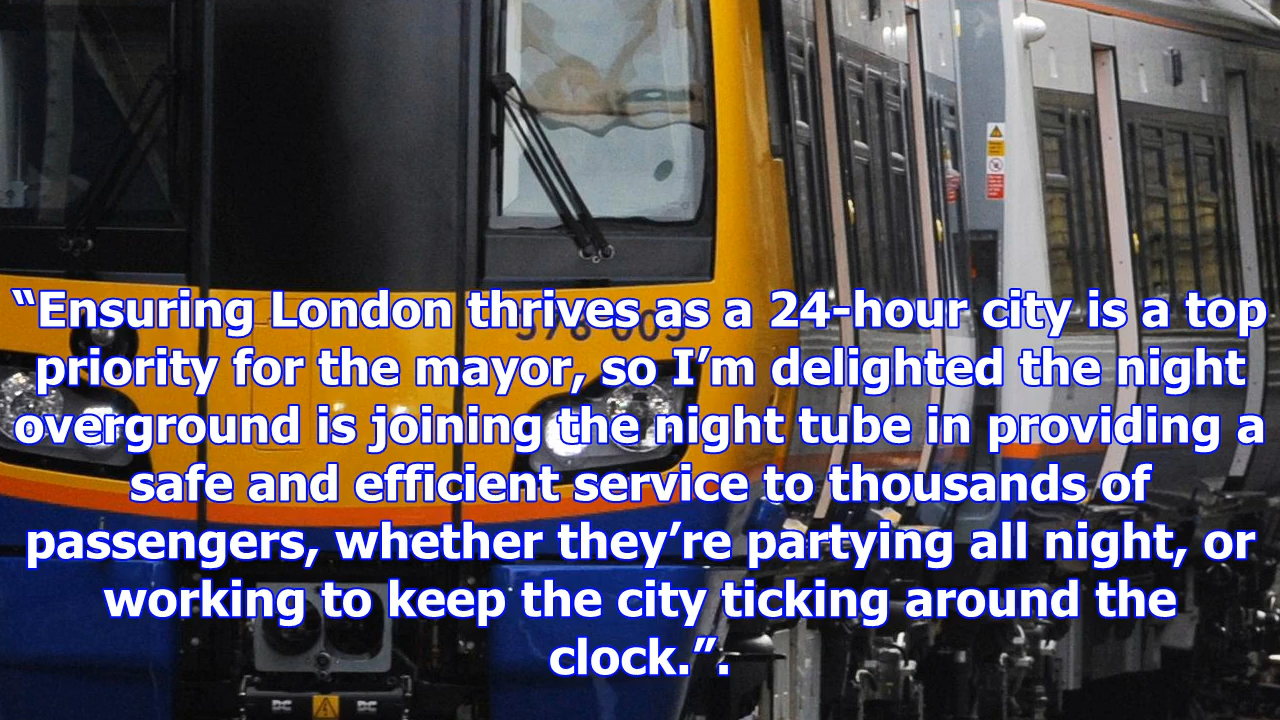 “Ensuring London thrives as a 24-hour city is a top
priority for the mayor, so I’m delighted the night
overground is joining the night tube in providing a
safe and efficient service to thousands of
passengers, whether they’re partying all night, or
working to keep the city ticking around the
clock.”.